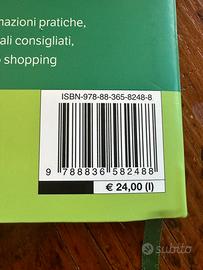 mazioni pratiche,
ali consigliati,
o shopping
ISBN-978-88-365-8248-8
9 788836 582488
€ 24,00 (I)
subito